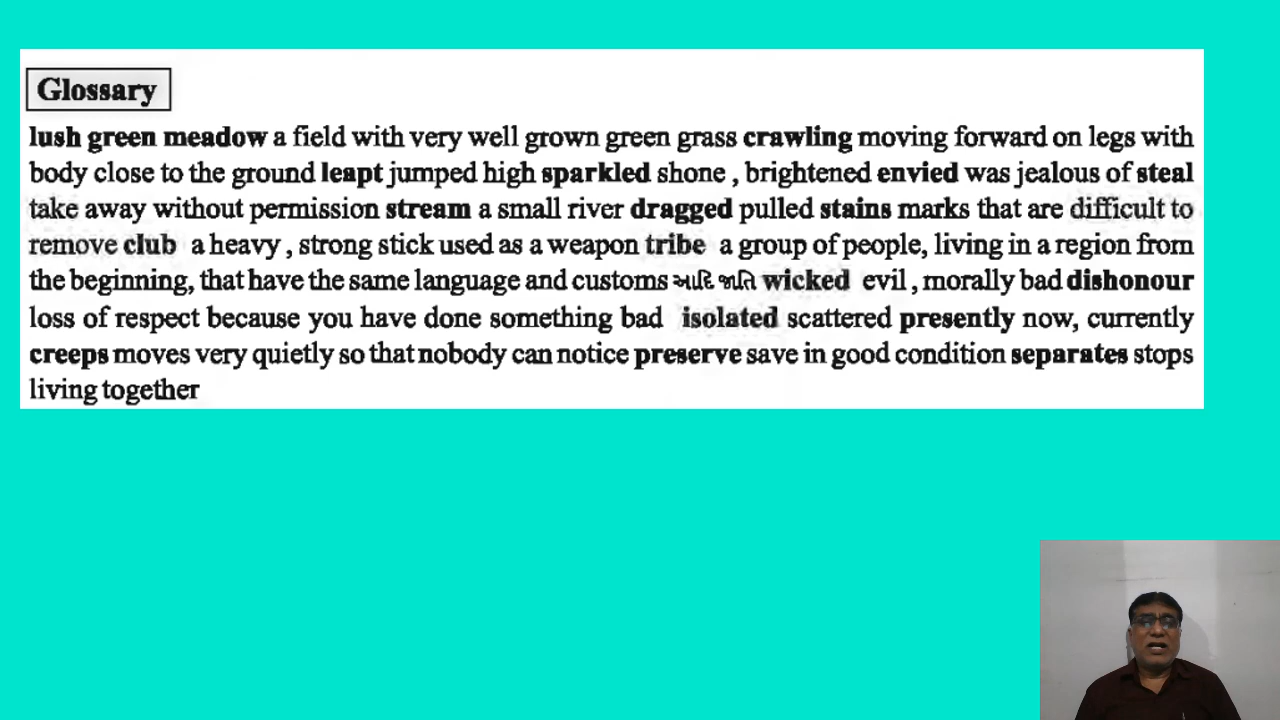 Glossary
lush green meadow a field with very well grown green grass crawling moving forward on legs with
body close to the ground leapt jumped high sparkled shone , brightened envied was jealous of steal
take away without permission stream a small river dragged pulled stains marks that are difficult to
remove club a heavy , strong stick used as a weapon tribe a group of people, living in a region from
the beginning, that have the same language and customs આદિ જાતિ wicked evil , morally bad dishonour
loss of respect because you have done something bad isolated scattered presently now, currently
creeps moves very quietly so that nobody can notice preserve save in good condition separates stops
living together